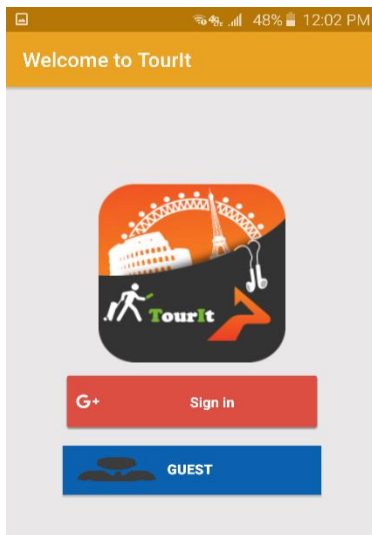 48% 12:02 PM
Welcome to TourIt
TourIt
G+ Sign in
GUEST